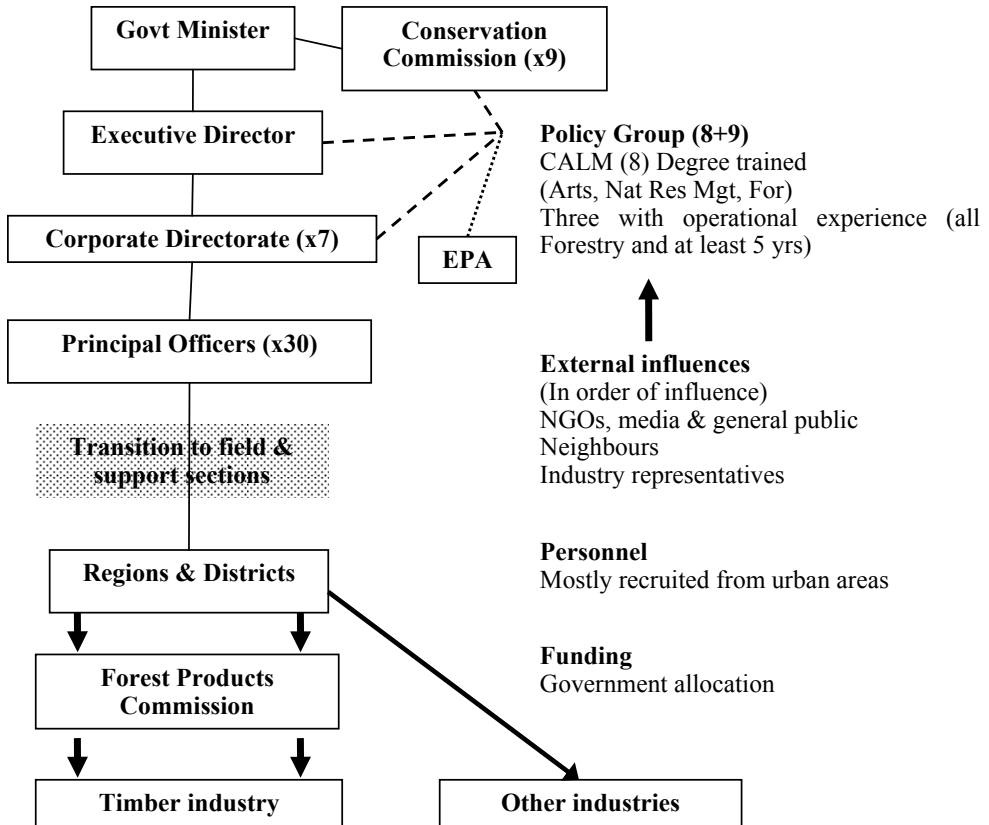 Govt Minister
Conservation
Commission (x9)
Executive Director
Corporate Directorate (x7)
EPA
Principal Officers (x30)
Transition to field &
support sections
Regions & Districts
Forest Products
Commission
Timber industry
Other industries
Policy Group (8+9)
CALM (8) Degree trained
(Arts, Nat Res Mgt, For)
Three with operational experience (all
Forestry and at least 5 yrs)
External influences
(In order of influence)
NGOs, media & general public
Neighbours
Industry representatives
Personnel
Mostly recruited from urban areas
Funding
Government allocation